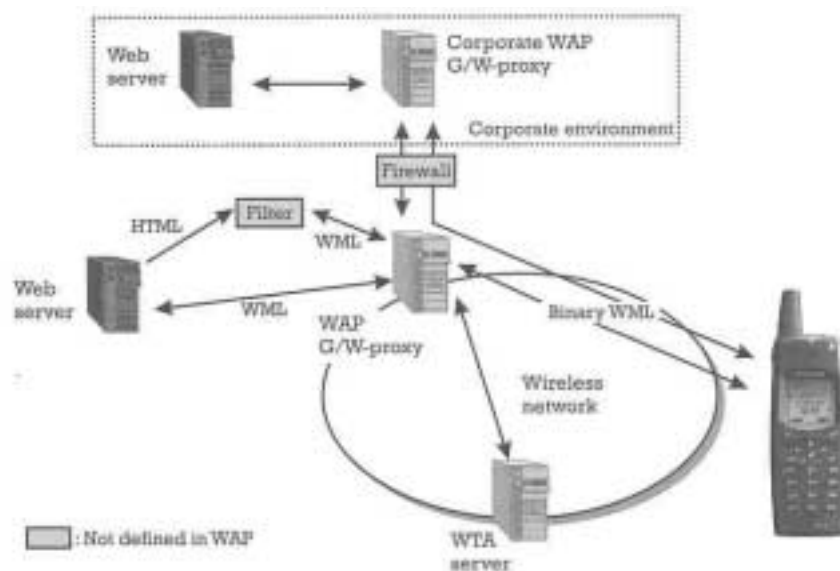 Web
server
Corporate WAP
G/W-proxy
Corporate environment
Firewall
HTML
Filter
WML
Web
server
WML
WAP
G/W-proxy
Binary WML
Wireless
network
: Not defined in WAP
WTA
server